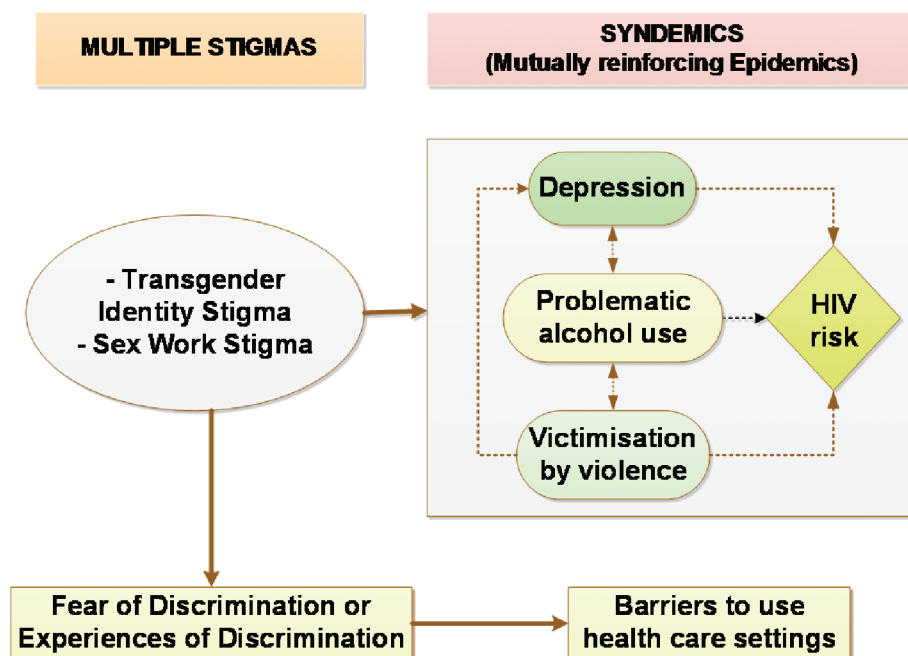 MULTIPLE STIGMAS
SYNDEMICS
(Mutually reinforcing Epidemics)
- Transgender
Identity Stigma
- Sex Work Stigma
Depression
Problematic
alcohol use
Victimisation
by violence
HIV
risk
Fear of Discrimination or
Experiences of Discrimination
Barriers to use
health care settings